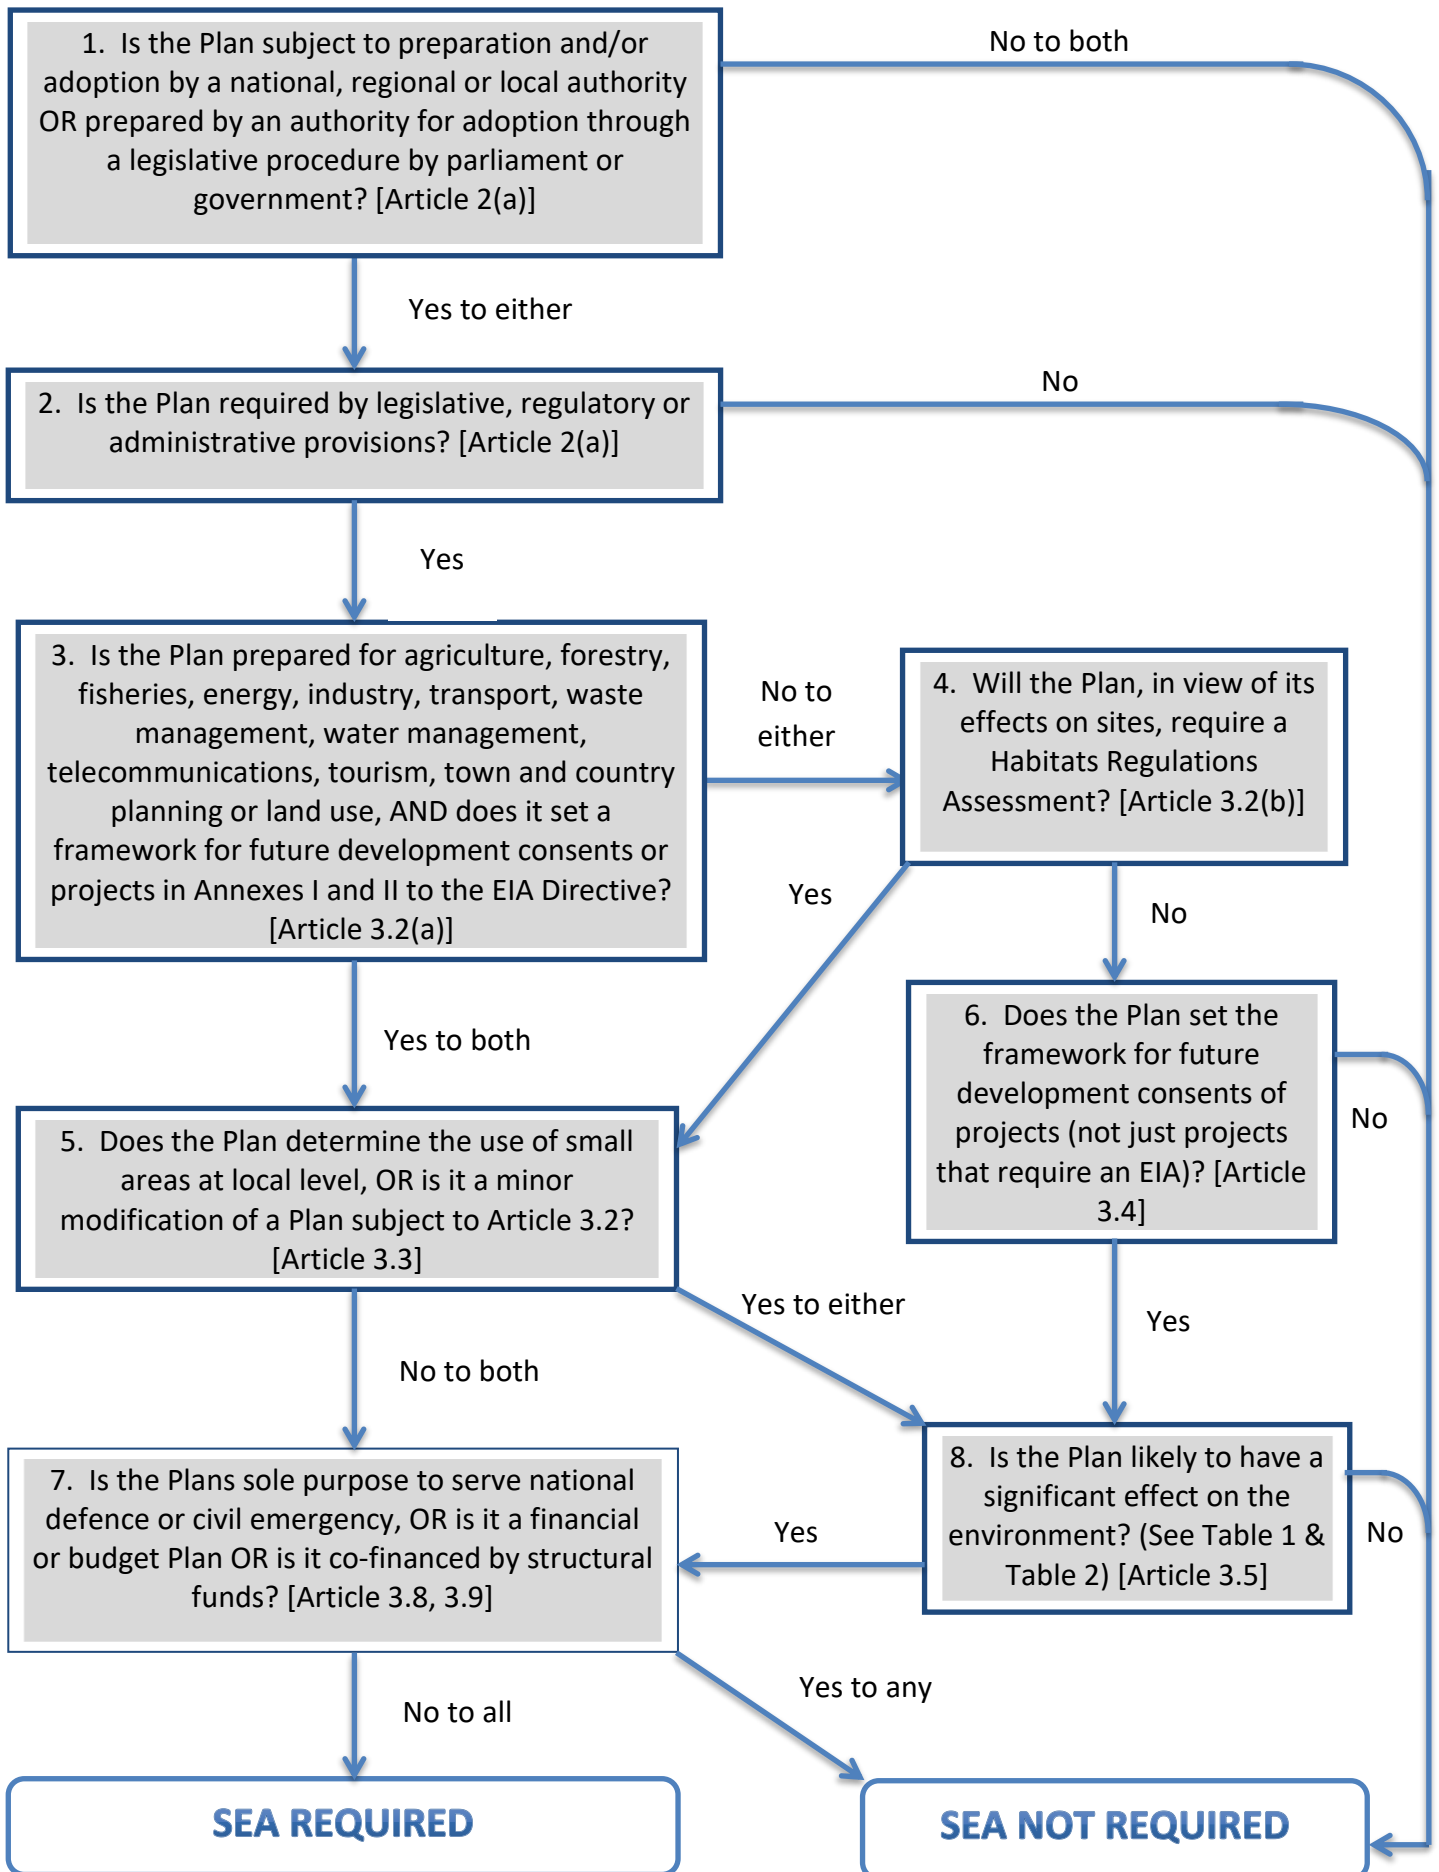 1. Is the Plan subject to preparation and/or
adoption by a national, regional or local authority
OR prepared by an authority for adoption through
a legislative procedure by parliament or
government? [Article 2(a)]
No to both
Yes to either
2. Is the Plan required by legislative, regulatory or
administrative provisions? [Article 2(a)]
No
Yes
3. Is the Plan prepared for agriculture, forestry,
fisheries, energy, industry, transport, waste
management, water management,
telecommunications, tourism, town and country
planning or land use, AND does it set a
framework for future development consents or
projects in Annexes I and II to the EIA Directive?
[Article 3.2(a)]
No to
either
4. Will the Plan, in view of its
effects on sites, require a
Habitats Regulations
Assessment? [Article 3.2(b)]
Yes
No
Yes to both
6. Does the Plan set the
framework for future
development consents of
projects (not just projects
that require an EIA)? [Article
3.4]
No
5. Does the Plan determine the use of small
areas at local level, OR is it a minor
modification of a Plan subject to Article 3.2?
[Article 3.3]
Yes to either
Yes
No to both
7. Is the Plans sole purpose to serve national
defence or civil emergency, OR is it a financial
or budget Plan OR is it co-financed by structural
funds? [Article 3.8, 3.9]
Yes
8. Is the Plan likely to have a
significant effect on the
environment? (See Table 1 &
Table 2) [Article 3.5]
No
No to all
Yes to any
SEA REQUIRED
SEA NOT REQUIRED